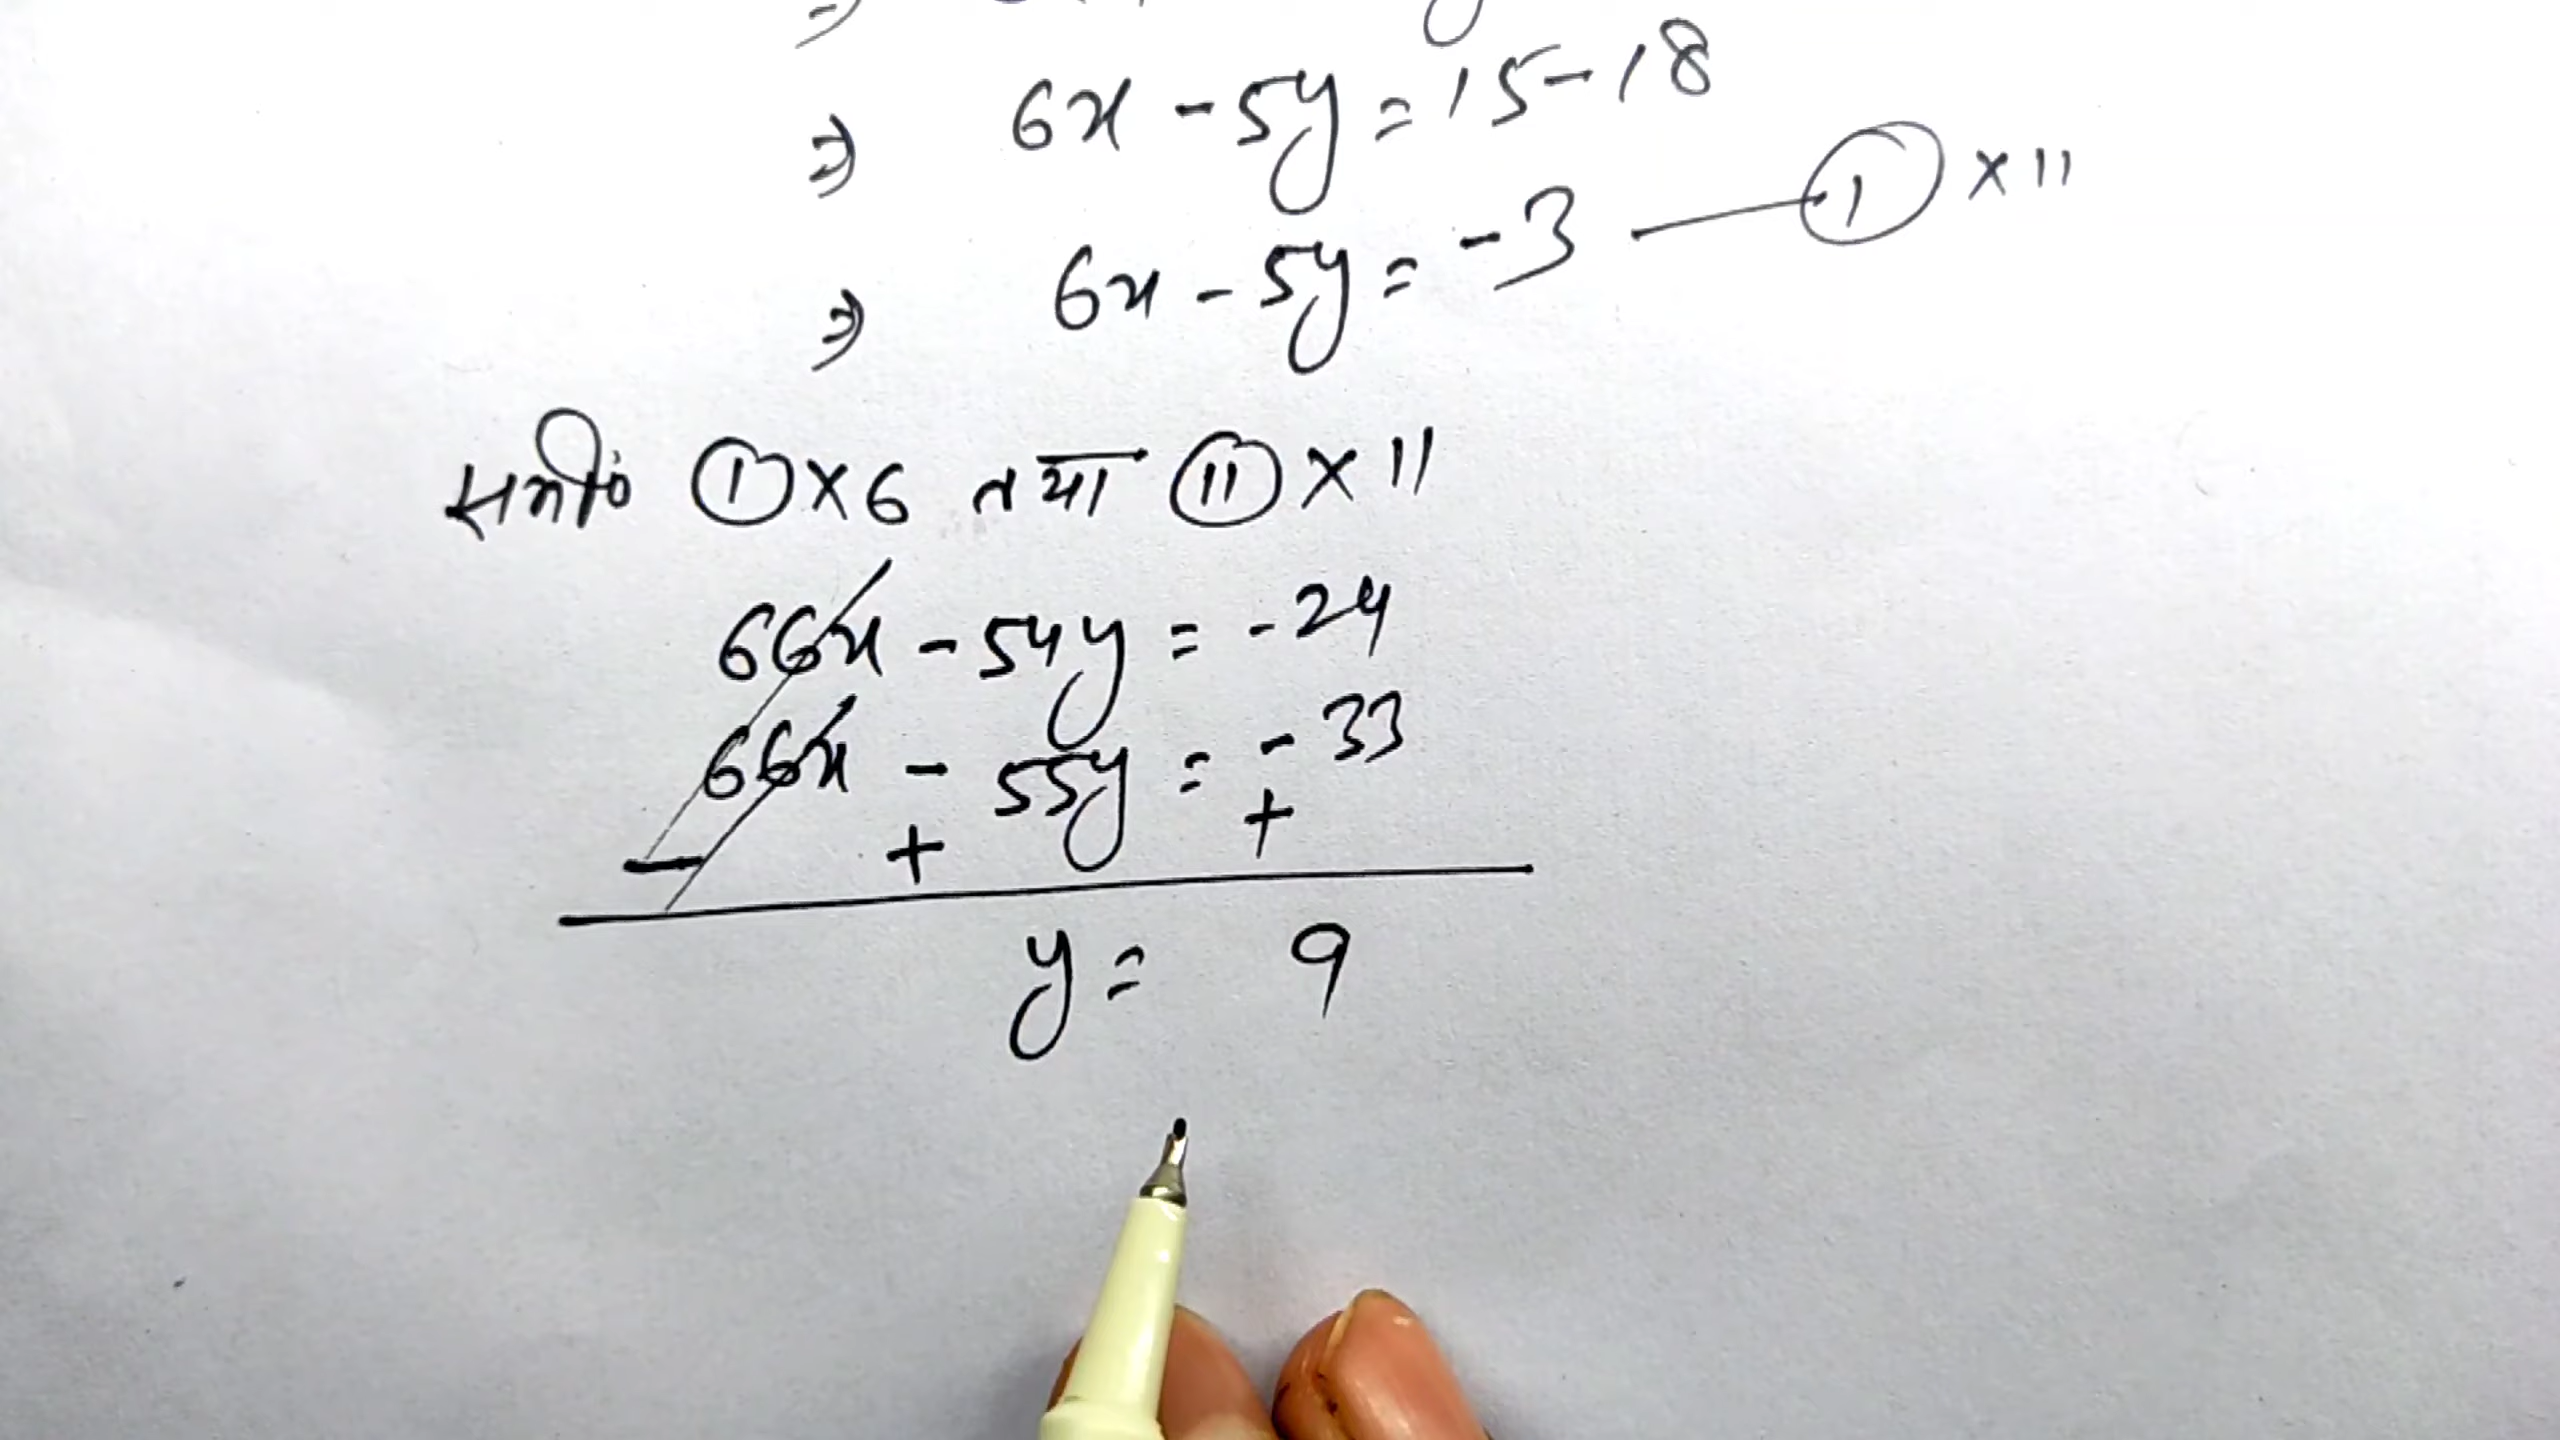 ⇒ 6x - 5y = 15 - 18
⇒ 6x - 5y = -3 — ① × 11
समी० ① × 6 तथा ⑪ × 11
66x - 54y = -24
66x - 55y = -33
- + +
y = 9